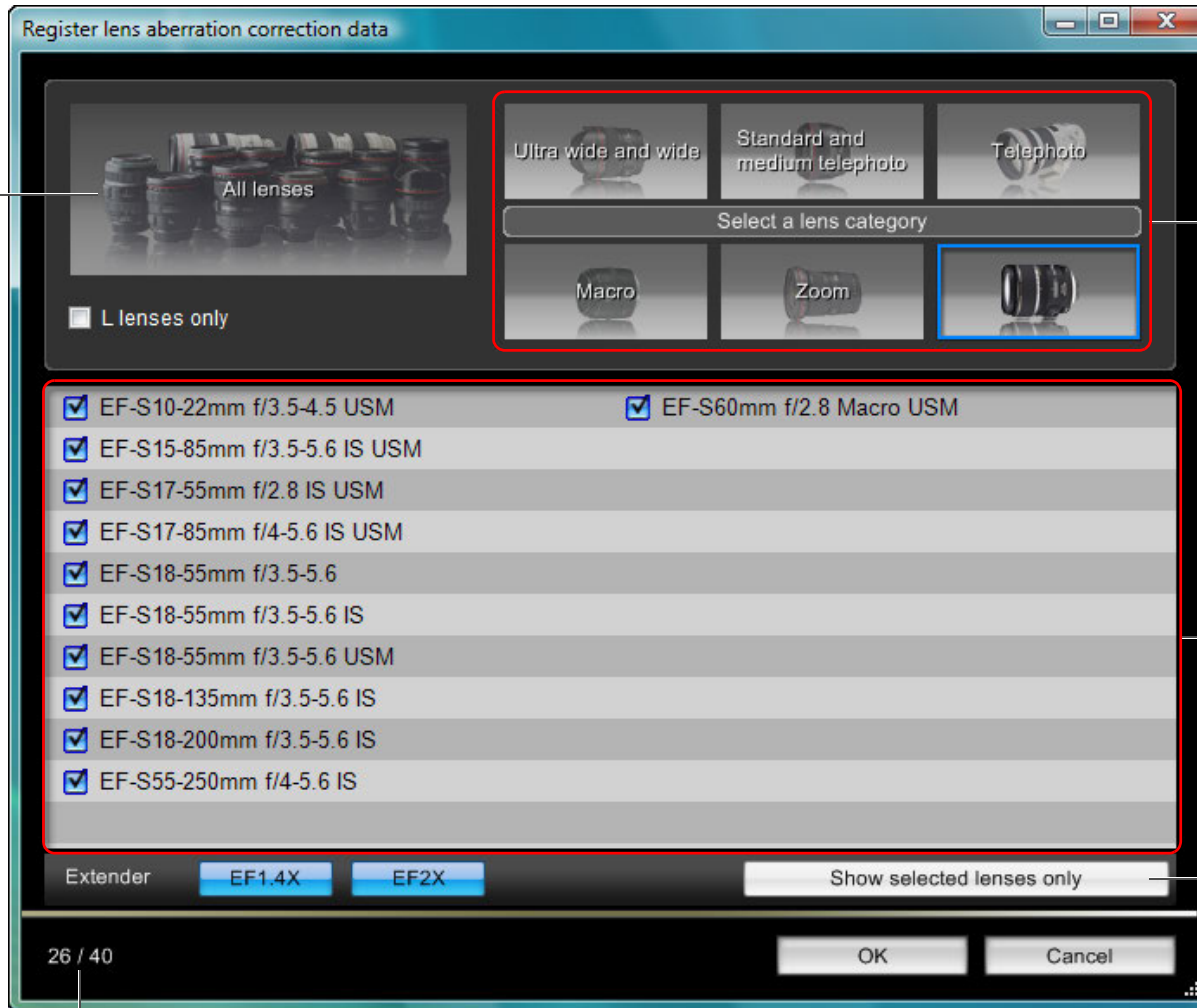 Register lens aberration correction data
All lenses
L lenses only
Ultra wide and wide
Standard and
medium telephoto
Telephoto
Select a lens category
Macro
Zoom
EF-S10-22mm f/3.5-4.5 USM
EF-S60mm f/2.8 Macro USM
EF-S15-85mm f/3.5-5.6 IS USM
EF-S17-55mm f/2.8 IS USM
EF-S17-85mm f/4-5.6 IS USM
EF-S18-55mm f/3.5-5.6
EF-S18-55mm f/3.5-5.6 IS
EF-S18-55mm f/3.5-5.6 USM
EF-S18-135mm f/3.5-5.6 IS
EF-S18-200mm f/3.5-5.6 IS
EF-S55-250mm f/4-5.6 IS
Extender
EF1.4X
EF2X
Show selected lenses only
26 / 40
OK
Cancel